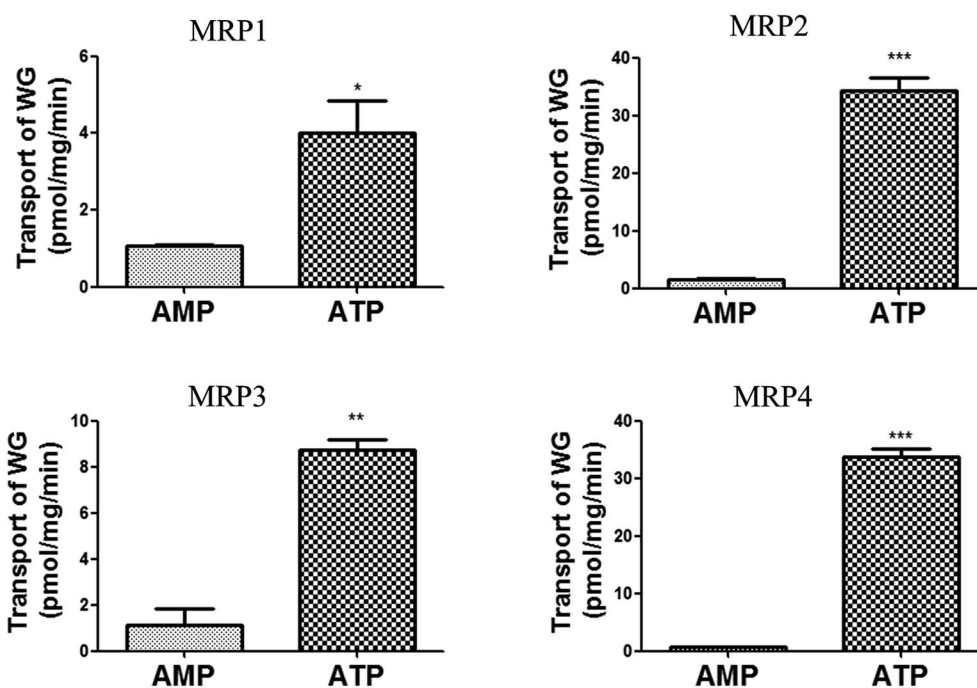 MRP1
Transport of WG
(pmol/mg/min)
6
4
2
0
*
AMP ATP
MRP2
Transport of WG
(pmol/mg/min)
40
30
20
10
0
***
AMP ATP
MRP3
Transport of WG
(pmol/mg/min)
10
8
6
4
2
0
**
AMP ATP
MRP4
Transport of WG
(pmol/mg/min)
40
30
20
10
0
***
AMP ATP